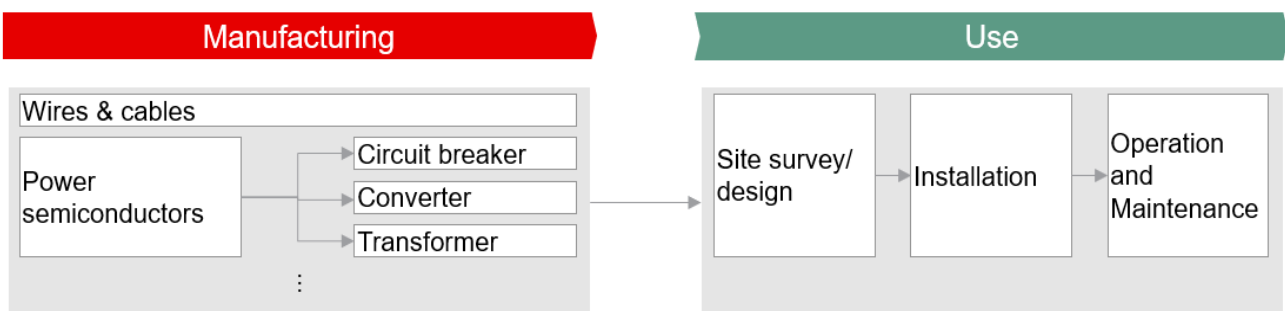 Manufacturing
Use
Wires & cables
Power
semiconductors
Circuit breaker
Converter
Transformer
⋮
Site survey/
design
Installation
Operation
and
Maintenance